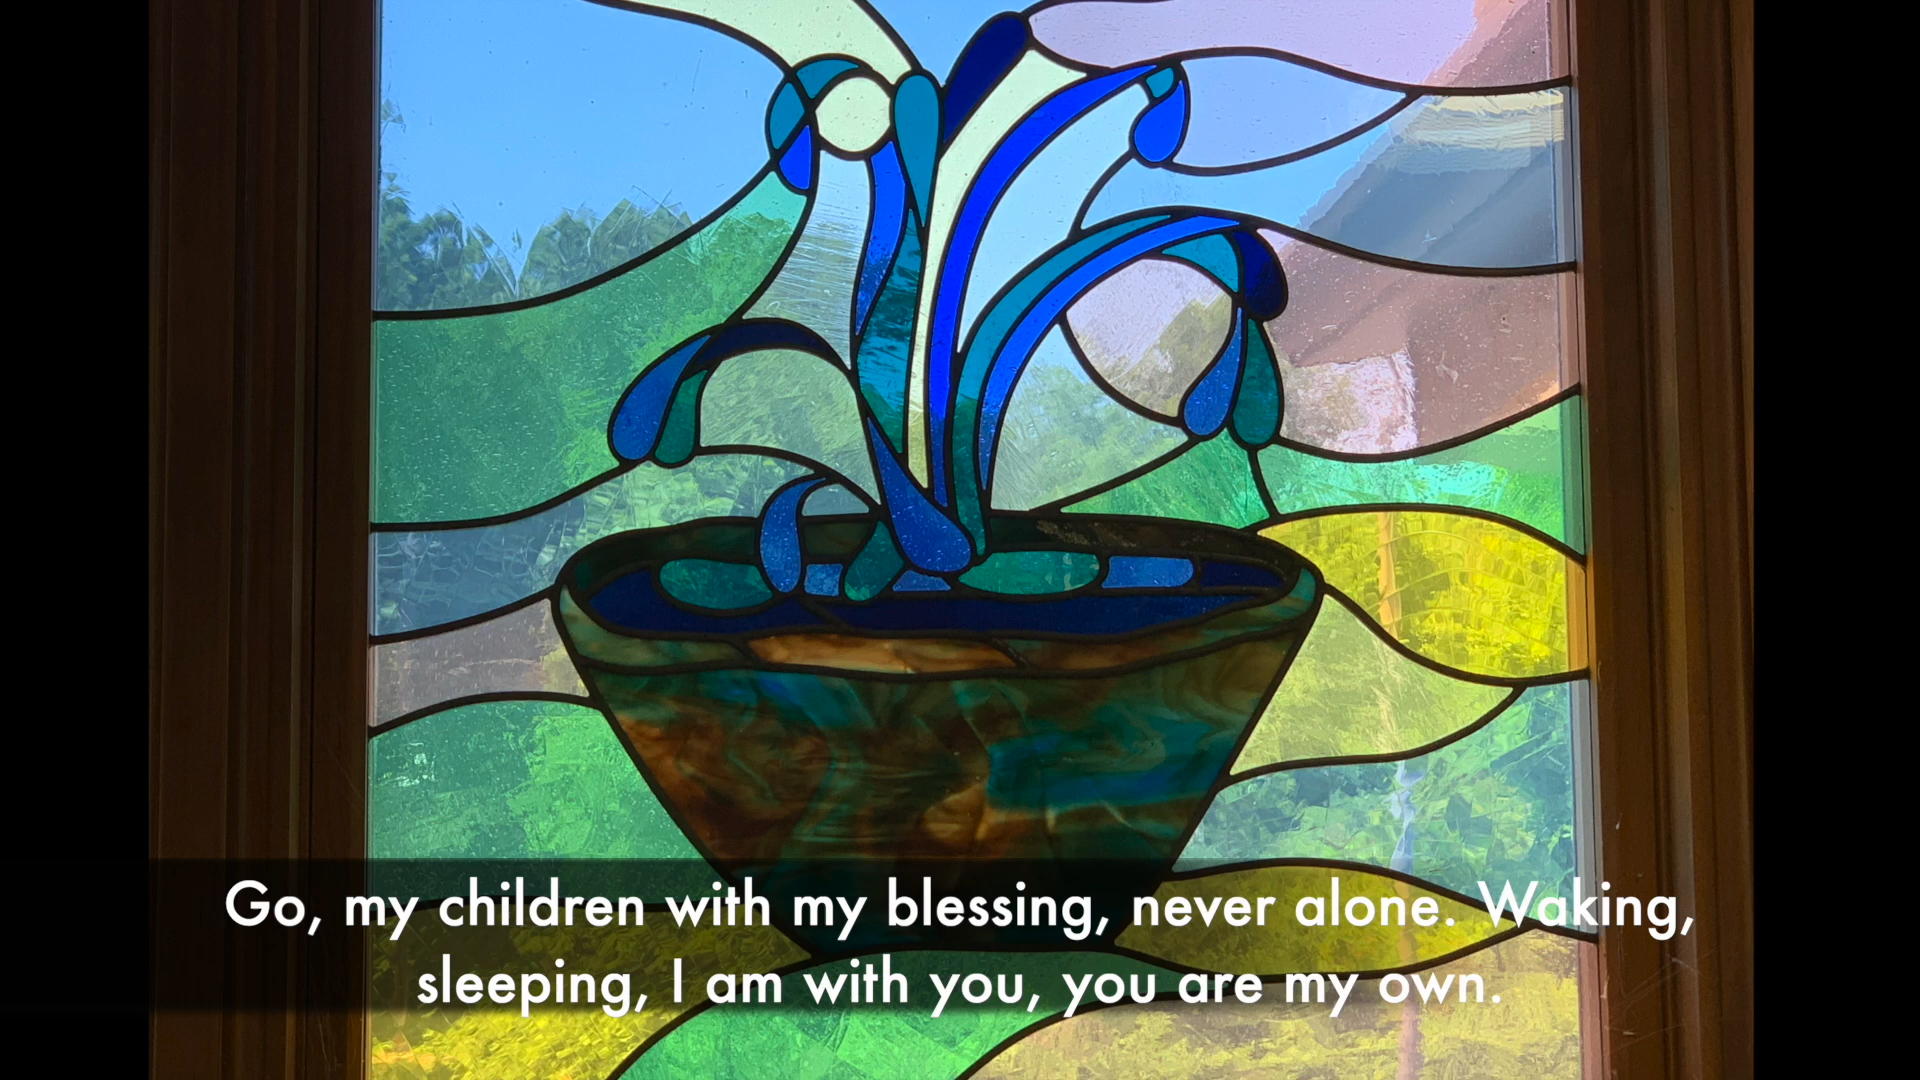 Go, my children with my blessing, never alone. Waking,
sleeping, I am with you, you are my own.